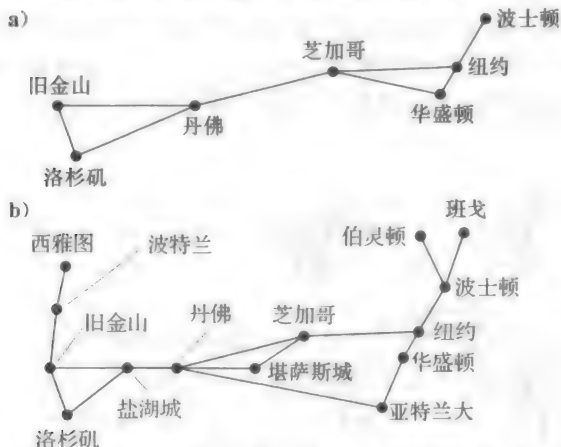 a)
波士顿
芝加哥
纽约
旧金山
丹佛
华盛顿
洛杉矶
b)
班戈
伯灵顿
西雅图
波特兰
波士顿
旧金山
丹佛
芝加哥
纽约
华盛顿
堪萨斯城
盐湖城
亚特兰大
洛杉矶